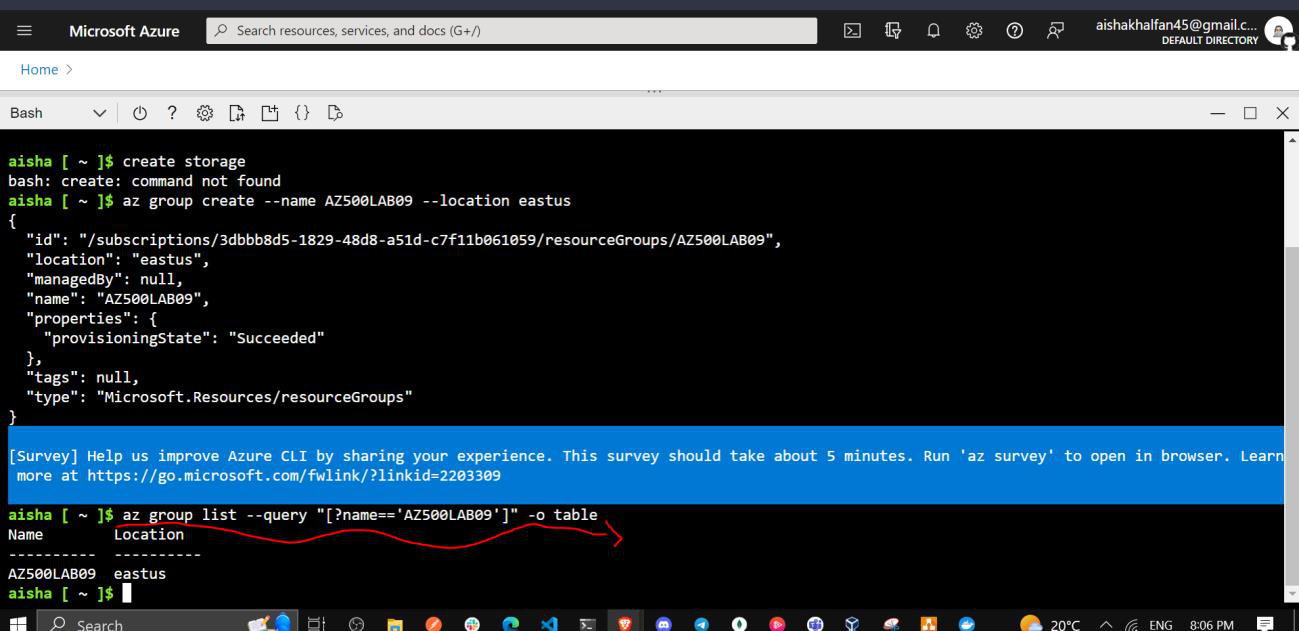 Microsoft Azure
Search resources, services, and docs (G+/)
aishakhalfan45@gmail.c...
DEFAULT DIRECTORY
Home >
Bash
aisha [ ~ ]$ create storage
bash: create: command not found
aisha [ ~ ]$ az group create --name AZ500LAB09 --location eastus
{
  "id": "/subscriptions/3dbbb8d5-1829-48d8-a51d-c7f11b061059/resourceGroups/AZ500LAB09",
  "location": "eastus",
  "managedBy": null,
  "name": "AZ500LAB09",
  "properties": {
    "provisioningState": "Succeeded"
  },
  "tags": null,
  "type": "Microsoft.Resources/resourceGroups"
}
[Survey] Help us improve Azure CLI by sharing your experience. This survey should take about 5 minutes. Run 'az survey' to open in browser. Learn
 more at https://go.microsoft.com/fwlink/?linkid=2203309
aisha [ ~ ]$ az group list --query "[?name=='AZ500LAB09']" -o table
Name        Location
----------  ----------
AZ500LAB09  eastus
aisha [ ~ ]$
Search
20°C
ENG
8:06 PM